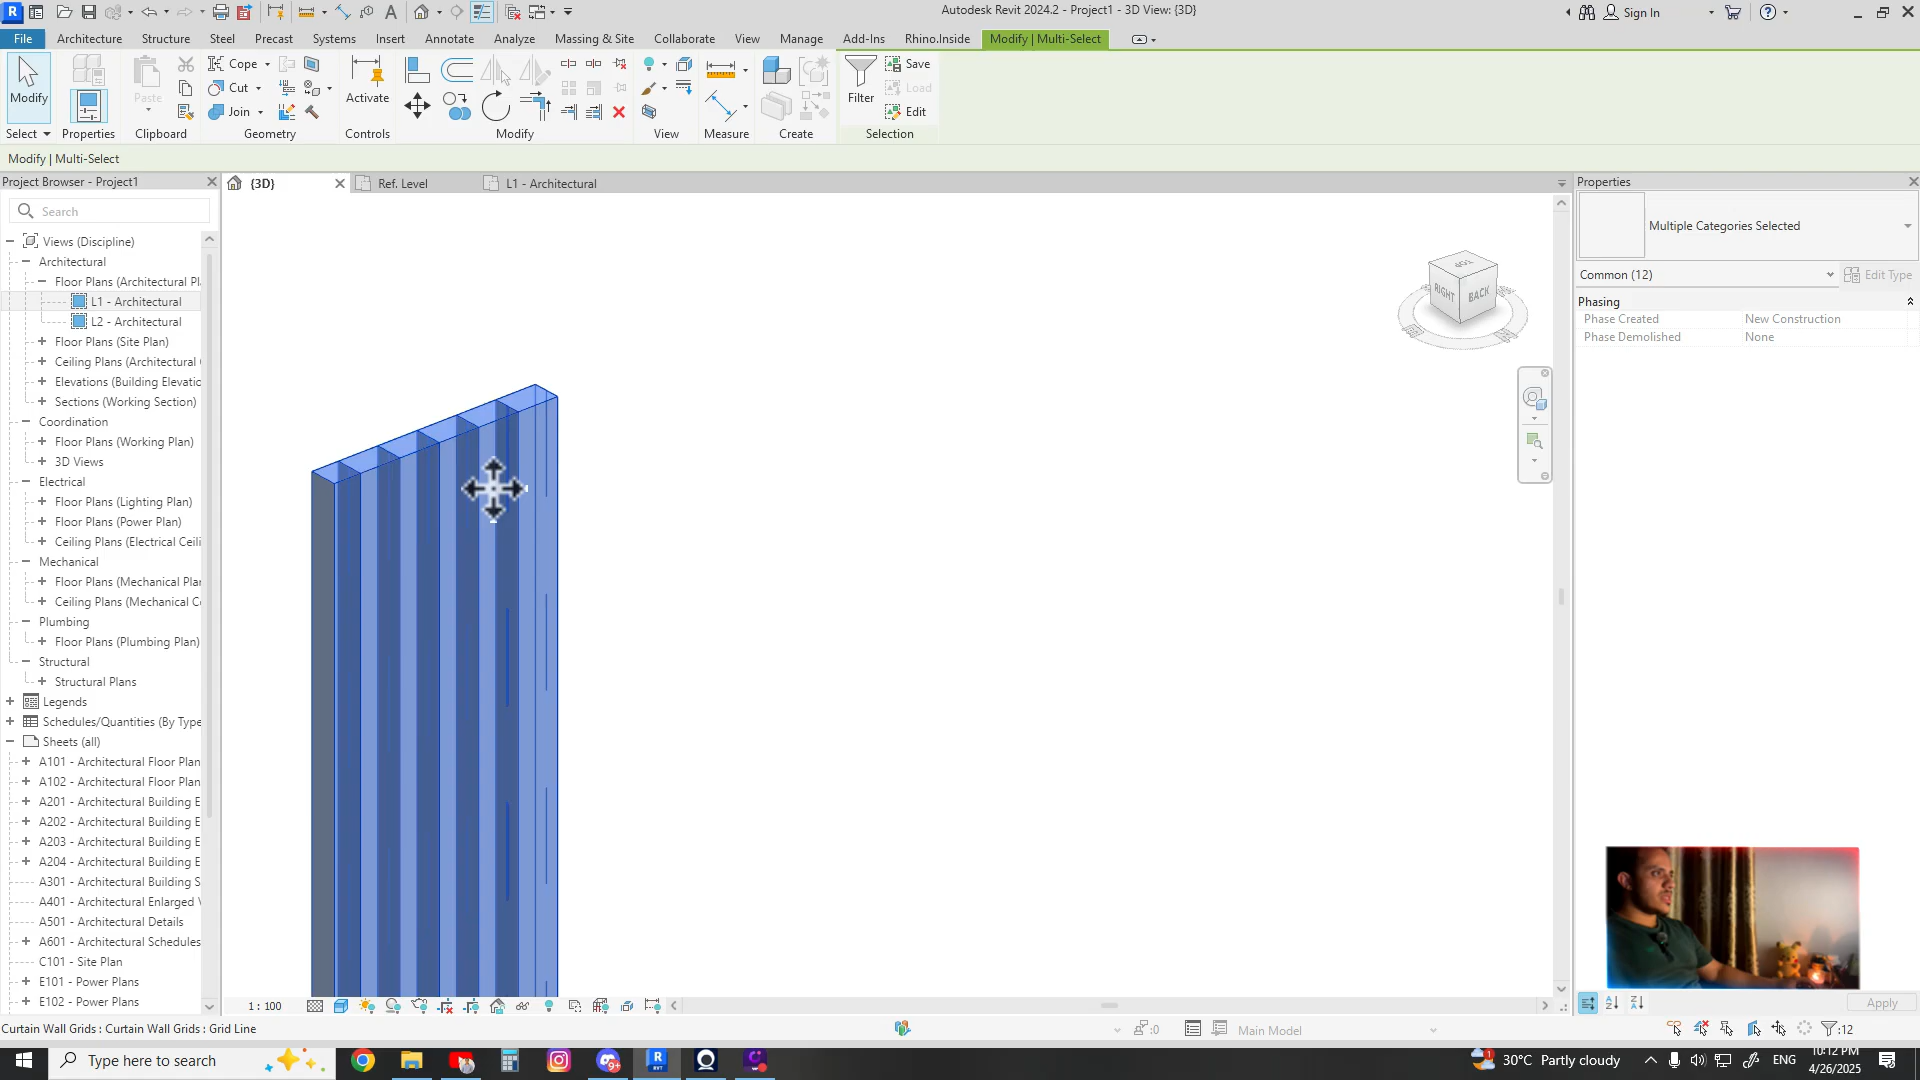 Autodesk Revit 2024.2 - Project1 - 3D View: {3D}
Sign In
File Architecture Structure Steel Precast Systems Insert Annotate Analyze Massing & Site Collaborate View Manage Add-Ins Rhino.Inside Modify | Multi-Select
Modify
Paste
Cope
Cut
Join
Activate
Filter
Save
Load
Edit
Select Properties Clipboard Geometry Controls Modify View Measure Create Selection
Modify | Multi-Select
Project Browser - Project1
{3D} Ref. Level L1 - Architectural
Properties
Search
Views (Discipline)
Architectural
Floor Plans (Architectural Pl
L1 - Architectural
L2 - Architectural
Floor Plans (Site Plan)
Ceiling Plans (Architectural
Elevations (Building Elevatio
Sections (Working Section)
Coordination
Floor Plans (Working Plan)
3D Views
Electrical
Floor Plans (Lighting Plan)
Floor Plans (Power Plan)
Ceiling Plans (Electrical Ceili
Mechanical
Floor Plans (Mechanical Plan
Ceiling Plans (Mechanical C
Plumbing
Floor Plans (Plumbing Plan)
Structural
Structural Plans
Legends
Schedules/Quantities (By Type
Sheets (all)
A101 - Architectural Floor Plan
A102 - Architectural Floor Plan
A201 - Architectural Building E
A202 - Architectural Building E
A203 - Architectural Building E
A204 - Architectural Building E
A301 - Architectural Building S
A401 - Architectural Enlarged V
A501 - Architectural Details
A601 - Architectural Schedules
C101 - Site Plan
E101 - Power Plans
E102 - Power Plans
TOP
RIGHT BACK
Multiple Categories Selected
Common (12) Edit Type
Phasing
Phase Created New Construction
Phase Demolished None
Apply
1 : 100
Curtain Wall Grids : Curtain Wall Grids : Grid Line
:0
Main Model
:12
Type here to search
30°C Partly cloudy
ENG
10:12 PM
4/26/2025